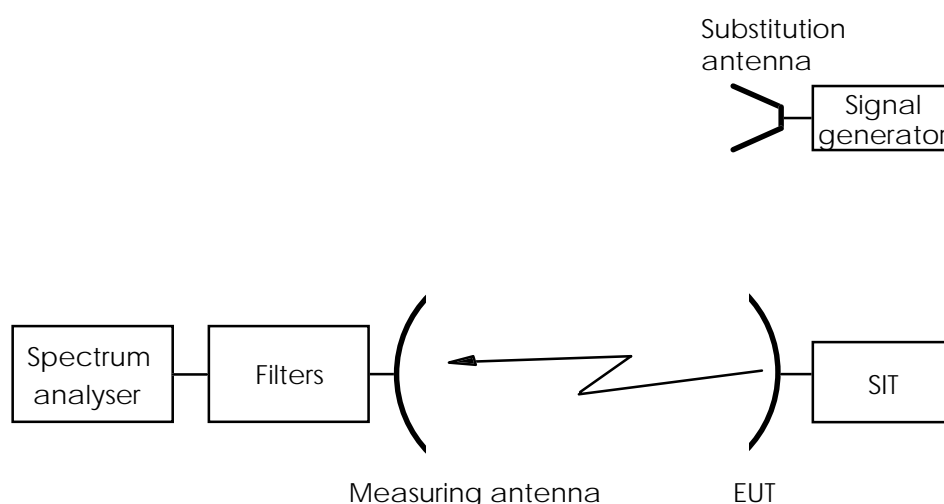 Substitution
antenna
Signal
generator
Spectrum
analyser
Filters
SIT
Measuring antenna
EUT